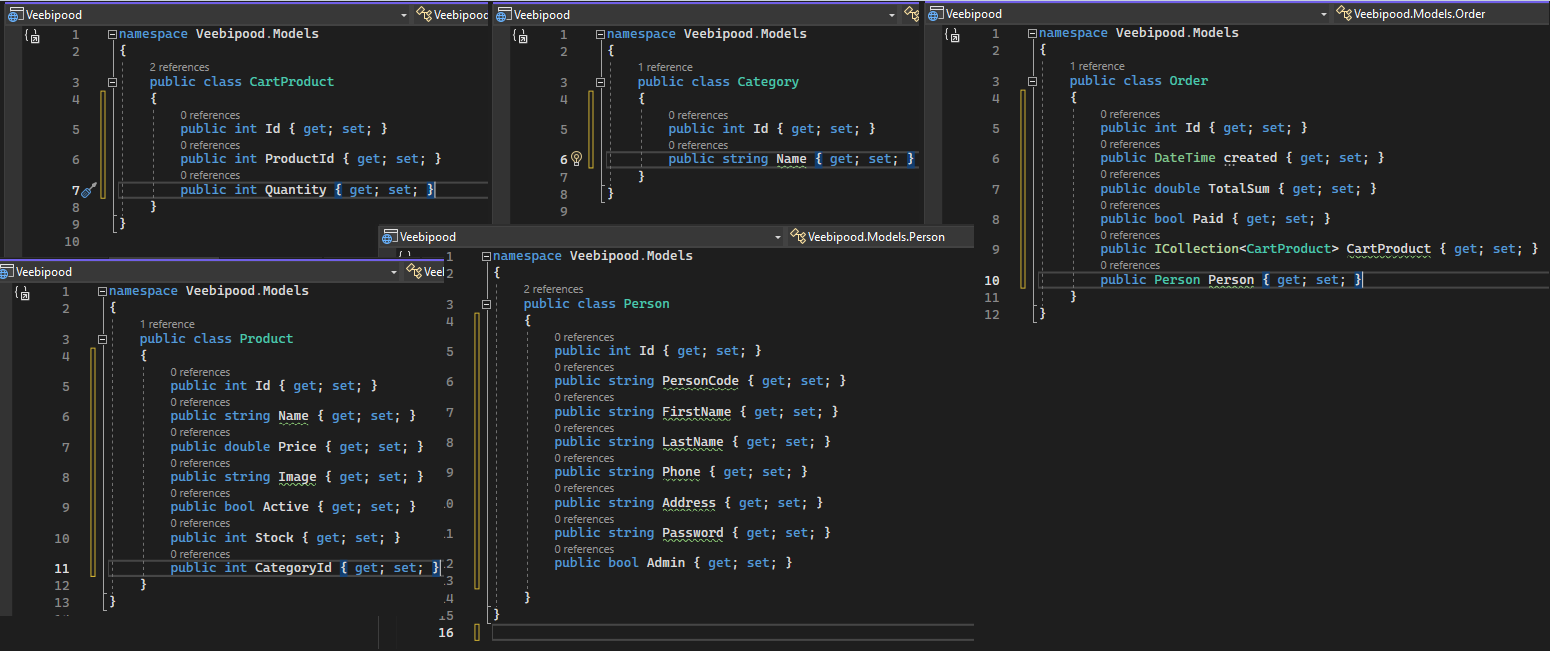 Veebipood
Veebipood
1 namespace Veebipood.Models
2 {
2 references
3 public class CartProduct
4 {
0 references
5 public int Id { get; set; }
0 references
6 public int ProductId { get; set; }
0 references
7 public int Quantity { get; set; }
8 }
9 }
10
Veebipood
1 namespace Veebipood.Models
2 {
1 reference
3 public class Category
4 {
0 references
5 public int Id { get; set; }
0 references
6 public string Name { get; set; }
7 }
8 }
9
Veebipood
Veebipood.Models.Order
1 namespace Veebipood.Models
2 {
1 reference
3 public class Order
4 {
0 references
5 public int Id { get; set; }
0 references
6 public DateTime created { get; set; }
0 references
7 public double TotalSum { get; set; }
0 references
8 public bool Paid { get; set; }
0 references
9 public ICollection<CartProduct> CartProduct { get; set; }
0 references
10 public Person Person { get; set; }
11 }
12 }
Veebipood
Veel
1 namespace Veebipood.Models
2 {
1 reference
3 public class Product
4 {
0 references
5 public int Id { get; set; }
0 references
6 public string Name { get; set; }
0 references
7 public double Price { get; set; }
0 references
8 public string Image { get; set; }
0 references
9 public bool Active { get; set; }
0 references
10 public int Stock { get; set; }
0 references
11 public int CategoryId { get; set; }
12 }
13 }
Veebipood
Veebipood.Models.Person
1 namespace Veebipood.Models
2 {
2 references
3 public class Person
4 {
0 references
5 public int Id { get; set; }
0 references
6 public string PersonCode { get; set; }
0 references
7 public string FirstName { get; set; }
0 references
8 public string LastName { get; set; }
0 references
9 public string Phone { get; set; }
0 references
10 public string Address { get; set; }
0 references
11 public string Password { get; set; }
0 references
12 public bool Admin { get; set; }
13
14 }
15 }
16